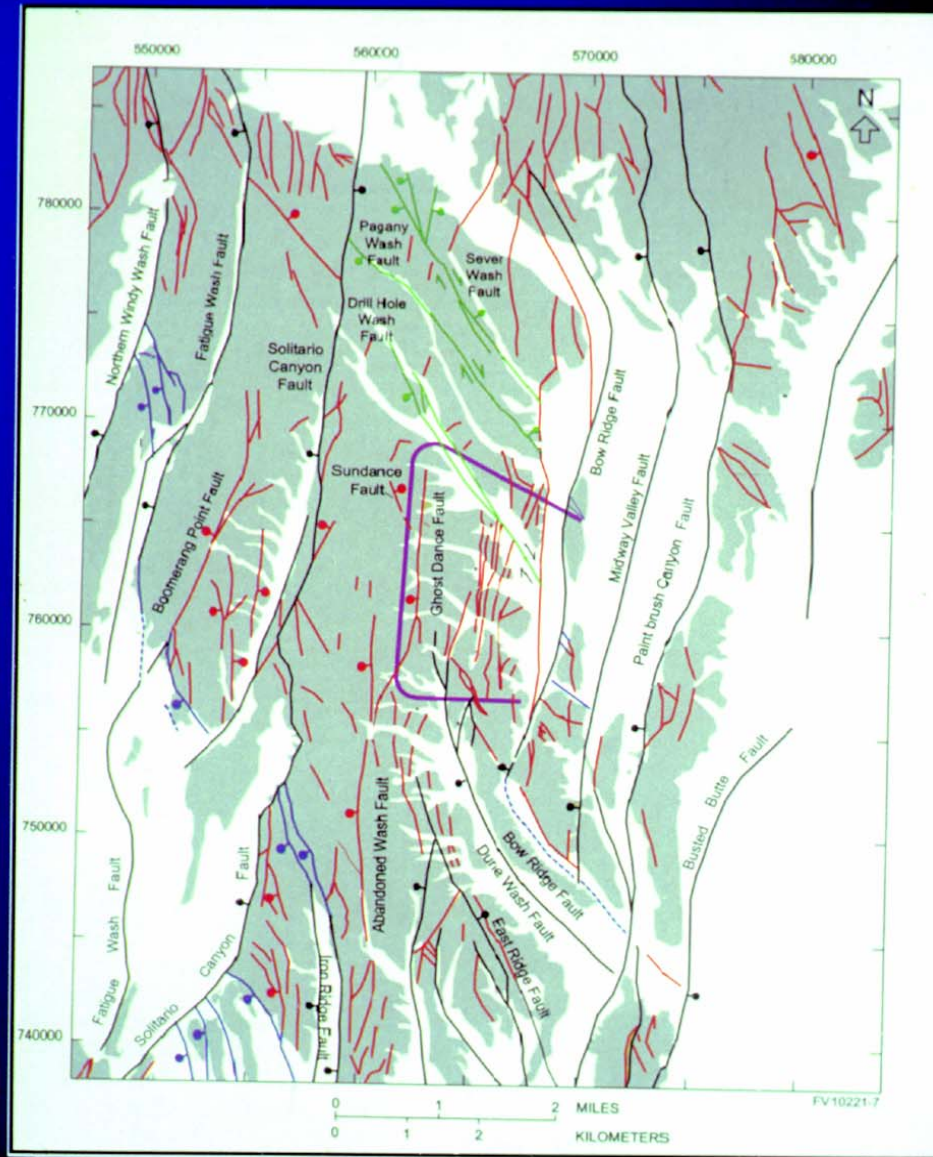 550000
560000
570000
580000
N
780000
770000
760000
750000
740000
Northern Windy Wash Fault
Fatigue Wash Fault
Pagany
Wash
Fault
Sever
Wash
Fault
Drill Hole
Wash
Fault
Solitario
Canyon
Fault
Bow Ridge Fault
Midway Valley Fault
Paint brush Canyon Fault
Sundance
Fault
Ghost Dance Fault
Boomerang Point Fault
Abandoned Wash Fault
Busted Butte Fault
Bow Ridge Fault
Dune Wash Fault
East Ridge Fault
Iron Ridge Fault
Fatigue Wash Fault
Solitario Canyon Fault
0 1 2 MILES
0 1 2 KILOMETERS
FV10221-7